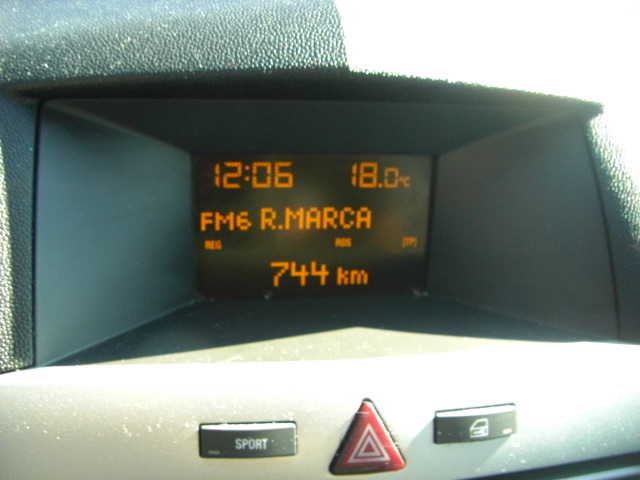 12:06 18.0°C
FM6 R.MARCA
REG RDS [TP]
744 km
SPORT